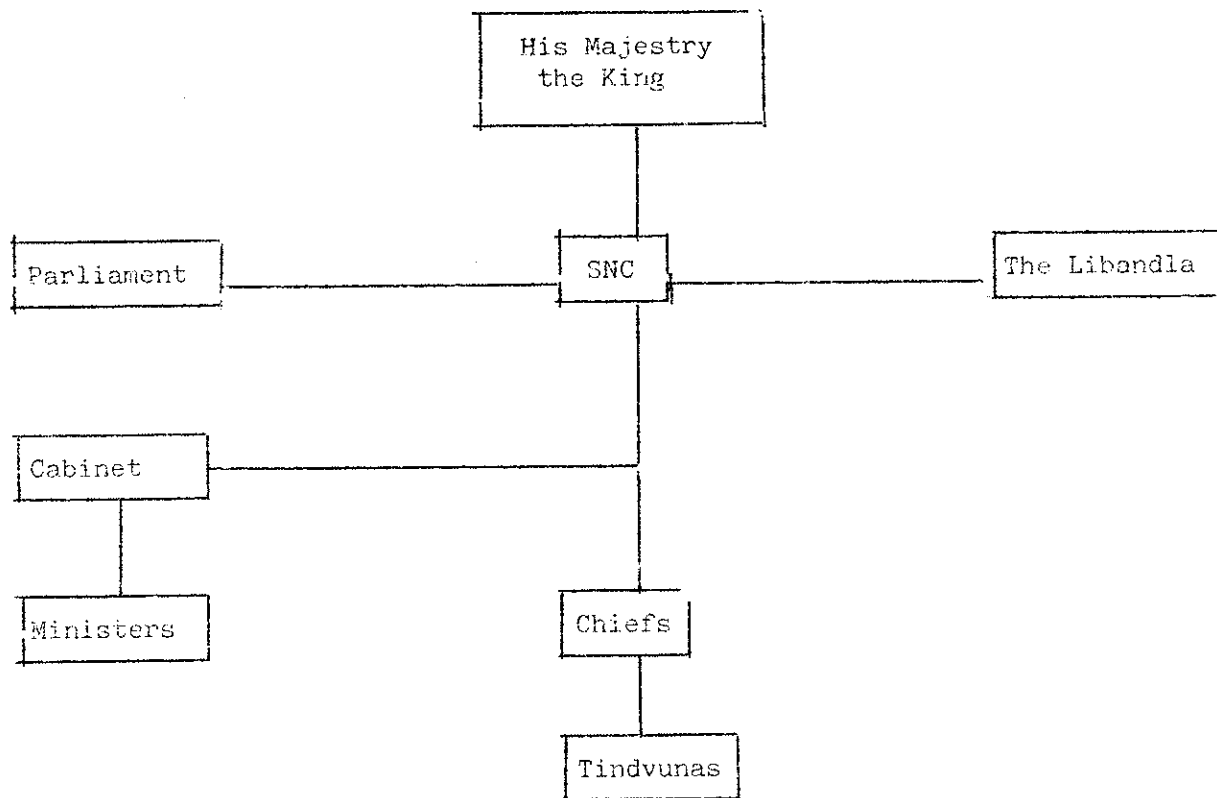 His Majestry
the King
Parliament
SNC
The Libandla
Cabinet
Ministers
Chiefs
Tindvunas